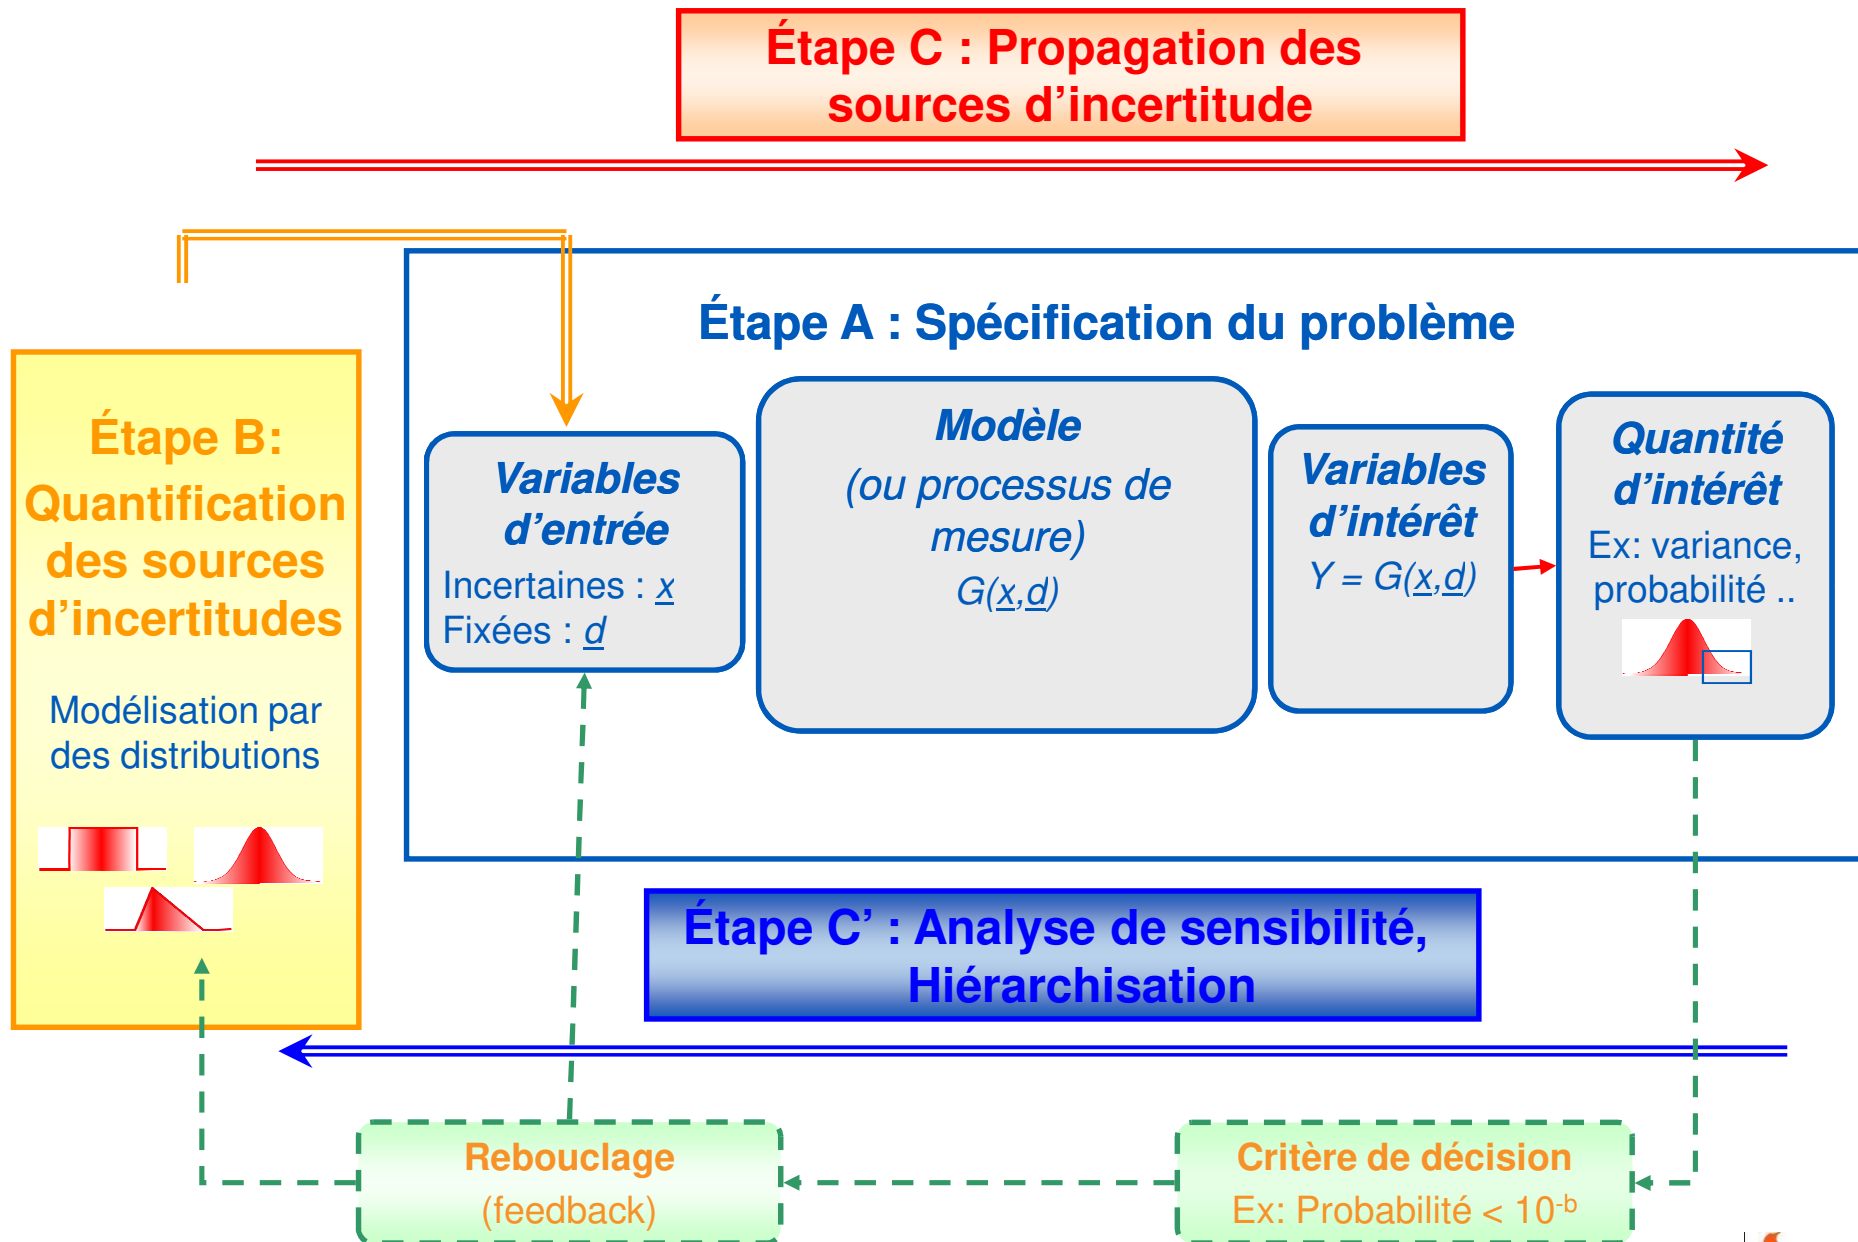 Étape C : Propagation des
sources d’incertitude
Étape A : Spécification du problème
Étape B:
Quantification
des sources
d’incertitudes
Modélisation par
des distributions
Variables
d’entrée
Incertaines : x
Fixées : d
Modèle
(ou processus de
mesure)
G(x,d)
Variables
d’intérêt
Y = G(x,d)
Quantité
d’intérêt
Ex: variance,
probabilité ..
Étape C’ : Analyse de sensibilité,
Hiérarchisation
Rebouclage
(feedback)
Critère de décision
Ex: Probabilité < 10⁻ᵇ